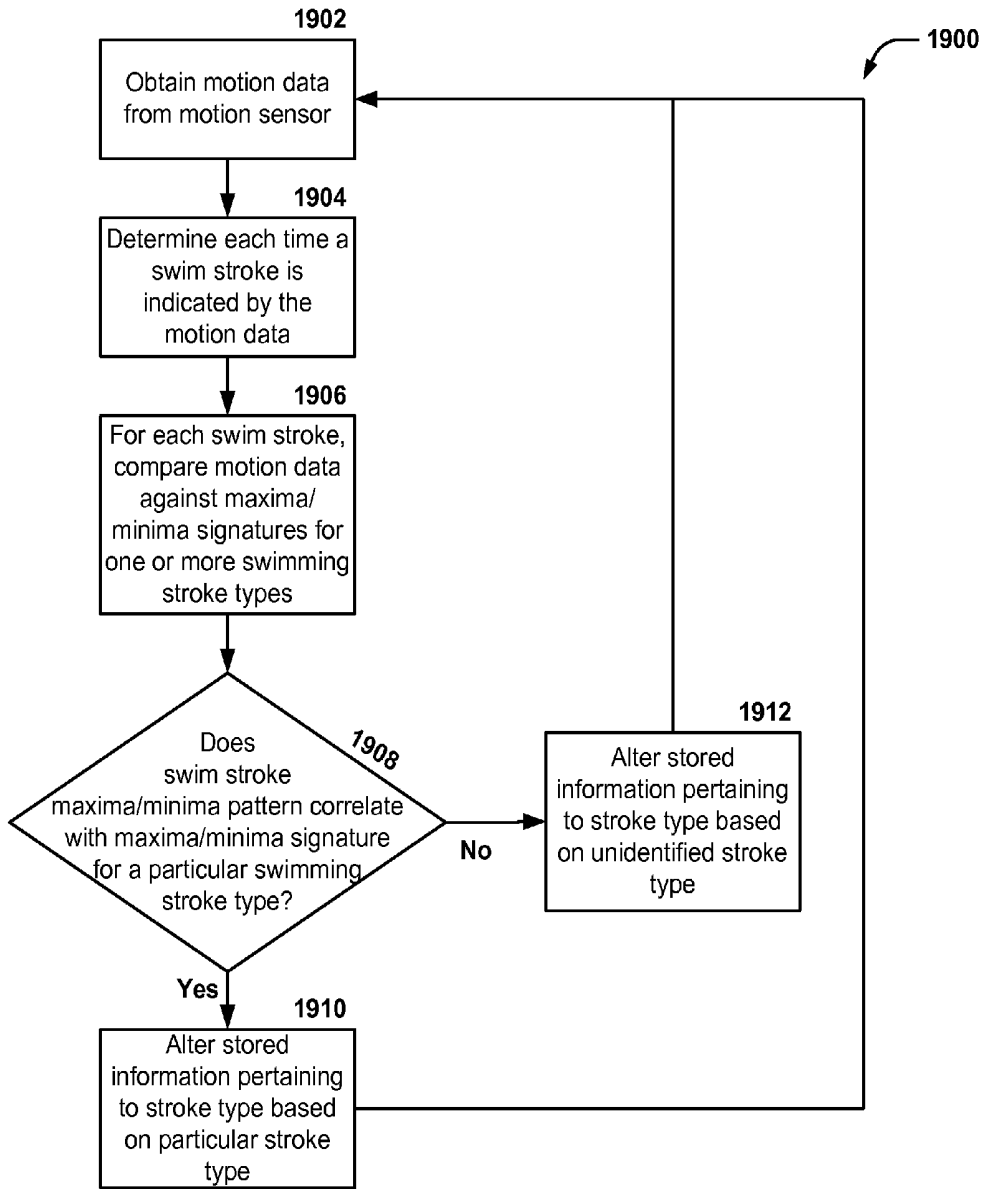 1902
1900
Obtain motion data
from motion sensor
1904
Determine each time a
swim stroke is
indicated by the
motion data
1906
For each swim stroke,
compare motion data
against maxima/
minima signatures for
one or more swimming
stroke types
1908
Does
swim stroke
maxima/minima pattern correlate
with maxima/minima signature
for a particular swimming
stroke type?
No
1912
Alter stored
information pertaining
to stroke type based
on unidentified stroke
type
Yes
1910
Alter stored
information pertaining
to stroke type based
on particular stroke
type